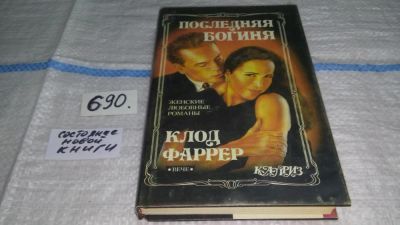 ПОСЛЕДНЯЯ
БОГИНЯ
690.
ЖЕНСКИЕ
ЛЮБОВНЫЕ
РОМАНЫ
СОСТОЯНИЕ
НОВОЙ
КНИГИ
КЛОД
ФАРРЕР
• ВЕЧЕ •
КАПРИЗ